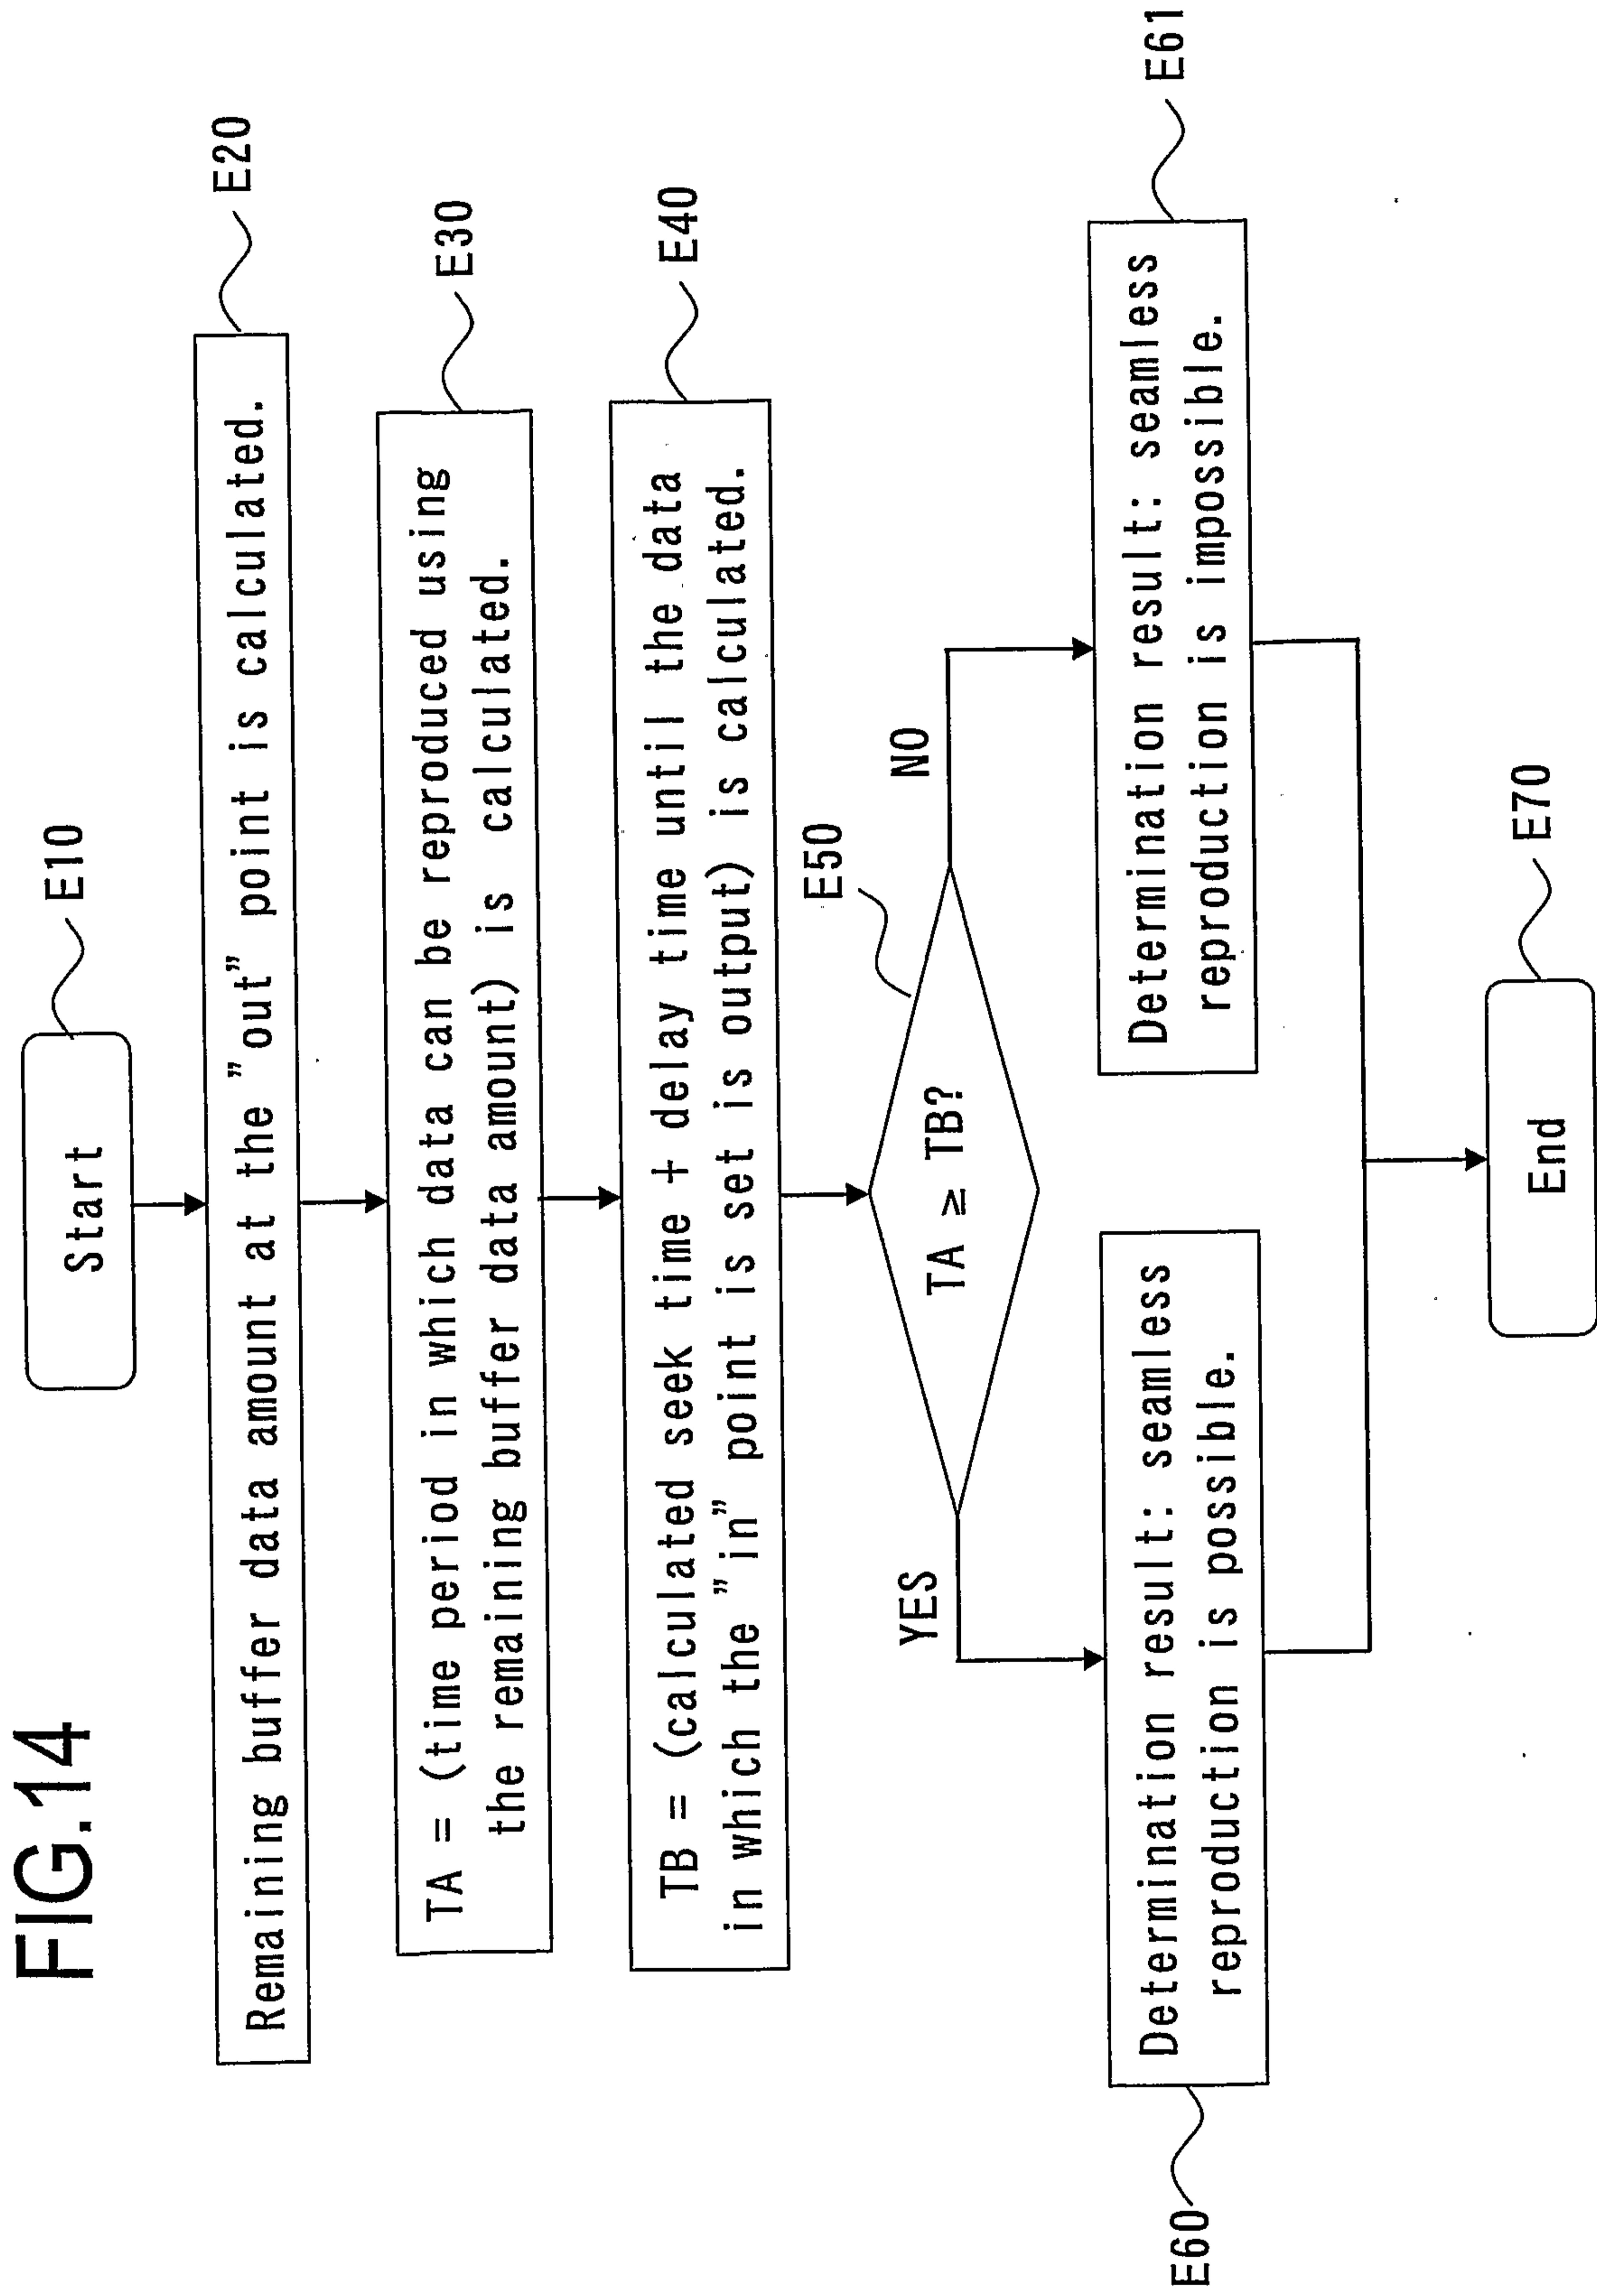 FIG.14
Start
E10
Remaining buffer data amount at the "out" point is calculated.
E20
TA = (time period in which data can be reproduced using
the remaining buffer data amount) is calculated.
E30
TB = (calculated seek time + delay time until the data
in which the "in" point is set is output) is calculated.
E40
E50
TA ≥ TB?
YES
NO
Determination result: seamless
reproduction is possible.
E60
Determination result: seamless
reproduction is impossible.
E61
End
E70